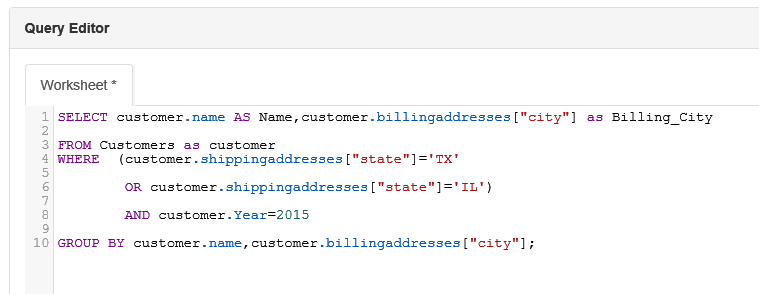 Query Editor
Worksheet *
1 SELECT customer.name AS Name,customer.billingaddresses["city"] as Billing_City
2
3 FROM Customers as customer
4 WHERE  (customer.shippingaddresses["state"]='TX'
5
6         OR customer.shippingaddresses["state"]='IL')
7
8         AND customer.Year=2015
9
10 GROUP BY customer.name,customer.billingaddresses["city"];